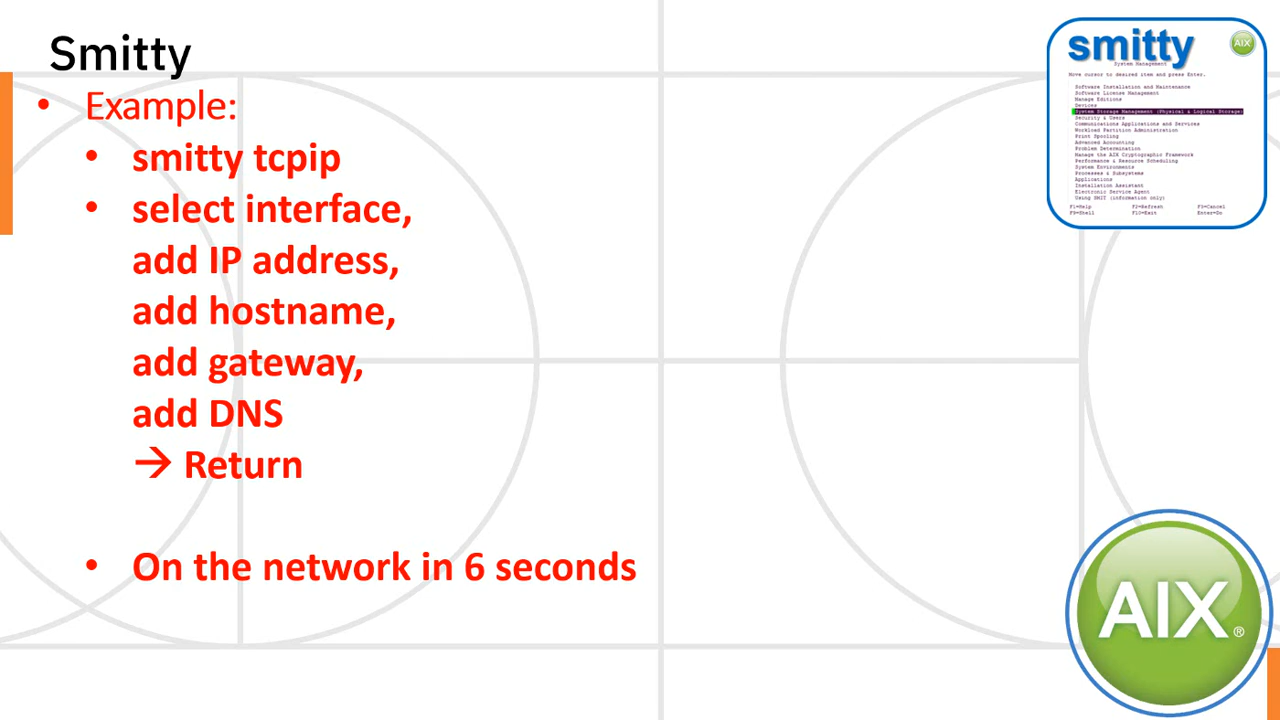 Smitty
• Example:
• smitty tcpip
• select interface,
add IP address,
add hostname,
add gateway,
add DNS
→ Return
• On the network in 6 seconds
smitty
AIX
System Management
Move cursor to desired item and press Enter.
Software Installation and Maintenance
Software License Management
Manage Editions
Devices
System Storage Management (Physical & Logical Storage)
Security & Users
Communications Applications and Services
Workload Partition Administration
Print Spooling
Advanced Accounting
Problem Determination
Manage the AIX Cryptographic Framework
Performance & Resource Scheduling
System Environments
Processes & Subsystems
Applications
Installation Assistant
Electronic Service Agent
Using SMIT (information only)
F1=Help F2=Refresh F3=Cancel
F9=Shell F10=Exit Enter=Do
AIX®